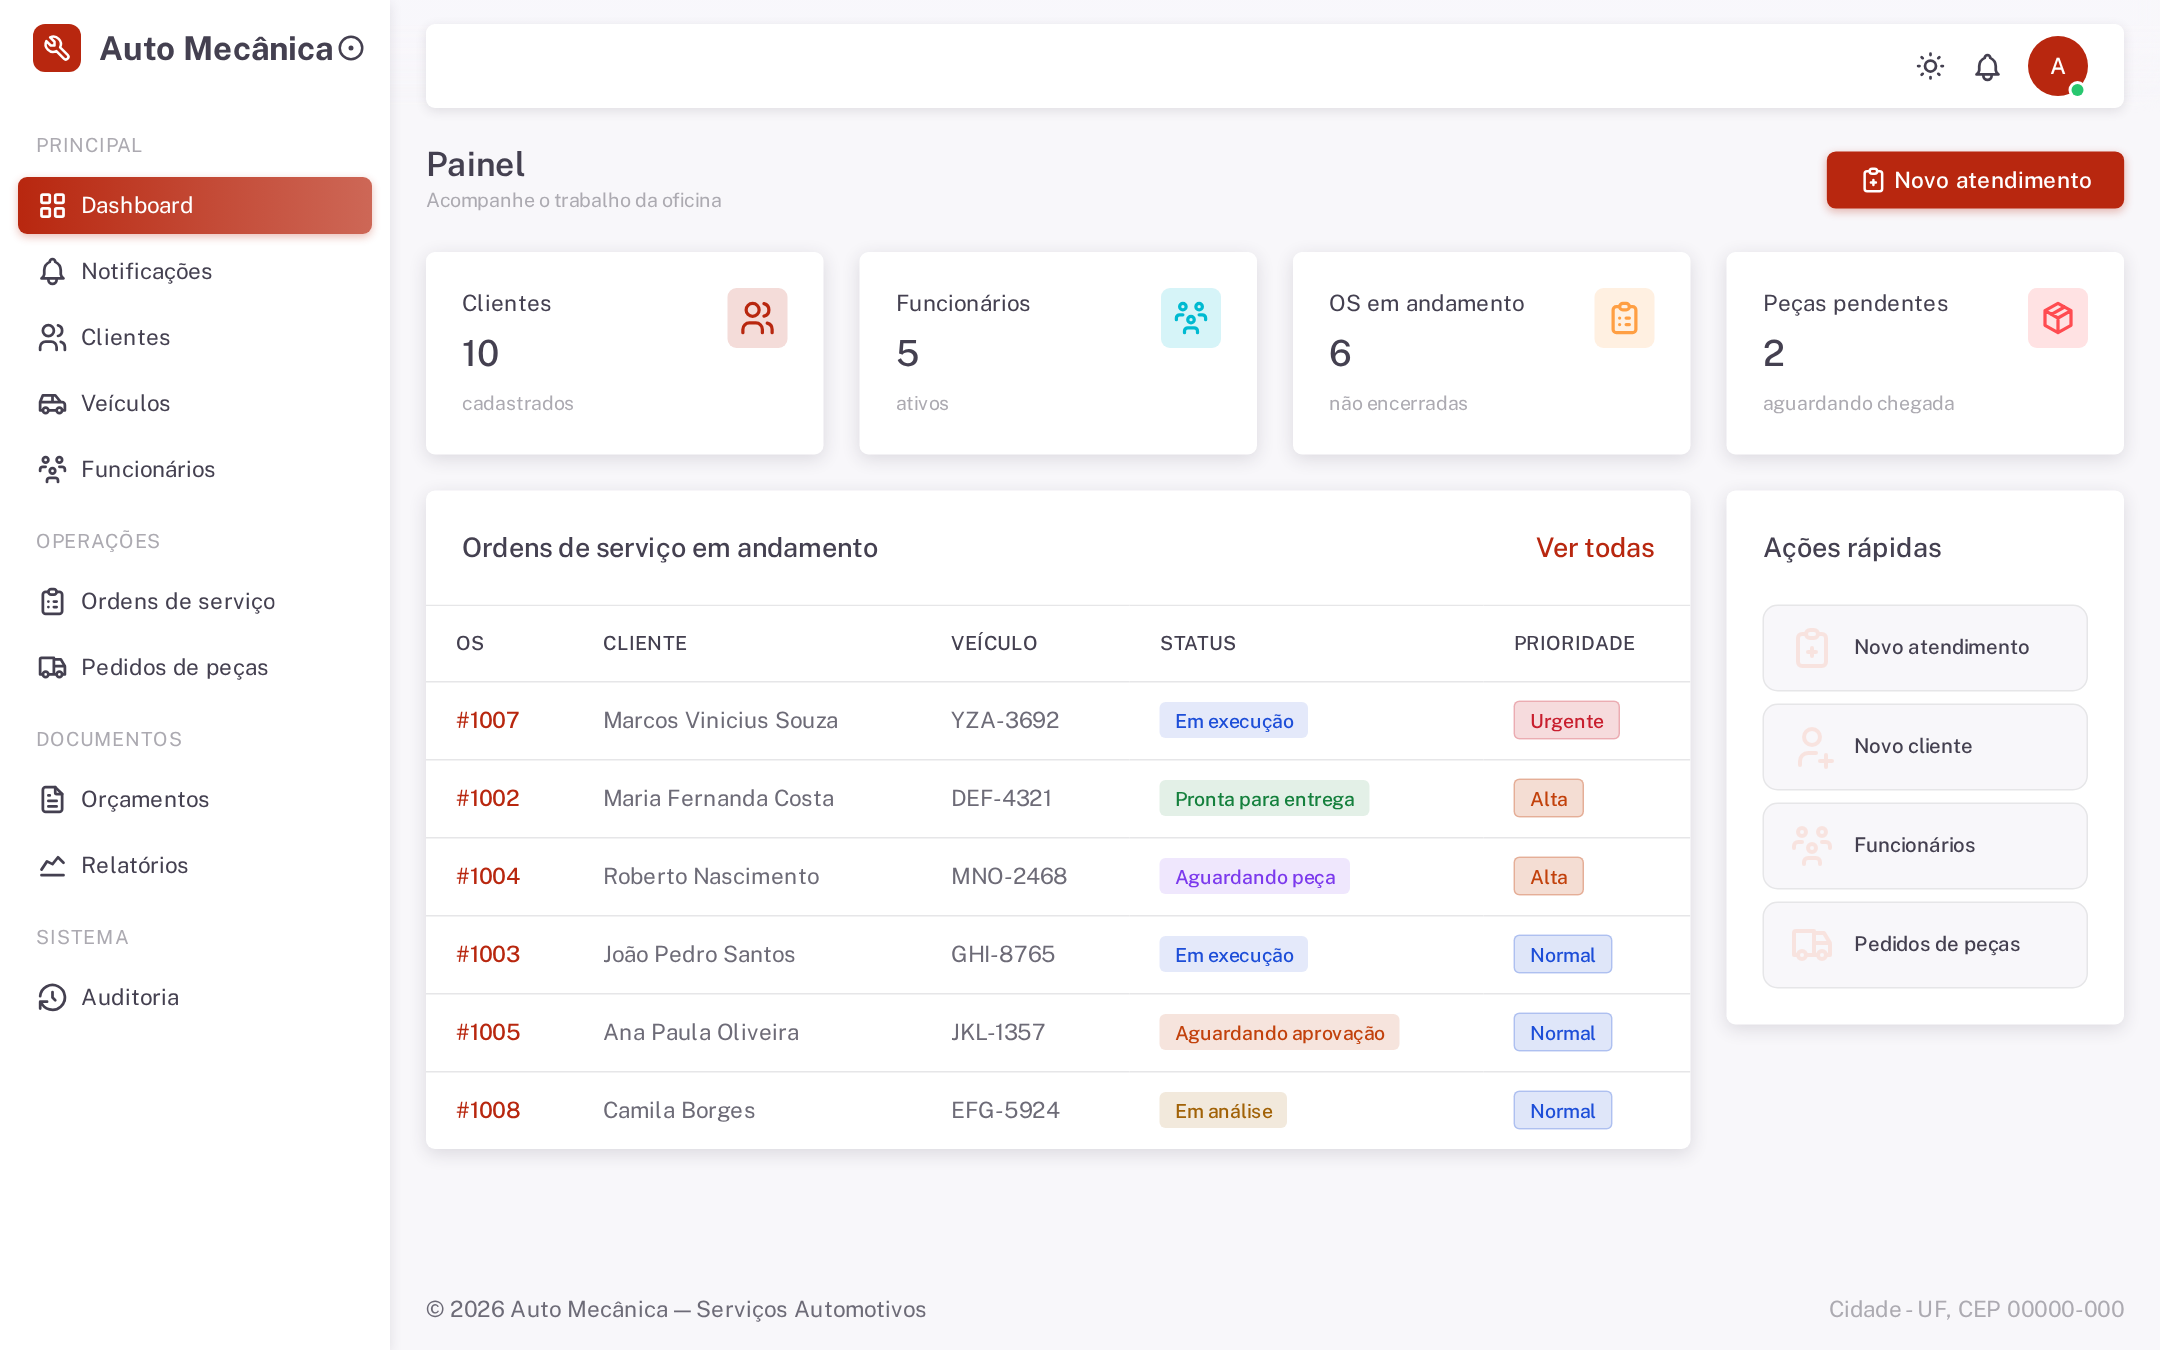 Auto Mecânica
PRINCIPAL
Dashboard
Notificações
Clientes
Veículos
Funcionários
OPERAÇÕES
Ordens de serviço
Pedidos de peças
DOCUMENTOS
Orçamentos
Relatórios
SISTEMA
Auditoria
A
Painel
Acompanhe o trabalho da oficina
Novo atendimento
Clientes
10
cadastrados
Funcionários
5
ativos
OS em andamento
6
não encerradas
Peças pendentes
2
aguardando chegada
Ordens de serviço em andamento
Ver todas
OS CLIENTE VEÍCULO STATUS PRIORIDADE
#1007 Marcos Vinicius Souza YZA-3692 Em execução Urgente
#1002 Maria Fernanda Costa DEF-4321 Pronta para entrega Alta
#1004 Roberto Nascimento MNO-2468 Aguardando peça Alta
#1003 João Pedro Santos GHI-8765 Em execução Normal
#1005 Ana Paula Oliveira JKL-1357 Aguardando aprovação Normal
#1008 Camila Borges EFG-5924 Em análise Normal
Ações rápidas
Novo atendimento
Novo cliente
Funcionários
Pedidos de peças
© 2026 Auto Mecânica — Serviços Automotivos
Cidade - UF, CEP 00000-000